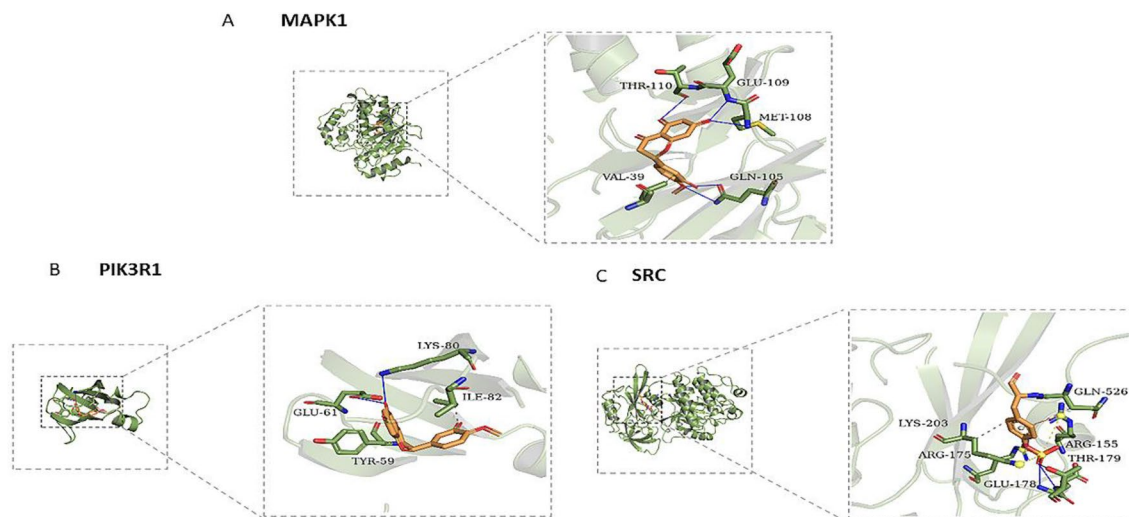 A MAPK1
THR-110
GLU-109
MET-108
VAL-39
GLN-105
B PIK3R1
LYS-80
ILE-82
GLU-61
TYR-59
C SRC
GLN-526
LYS-203
ARG-155
ARG-175
THR-179
GLU-178